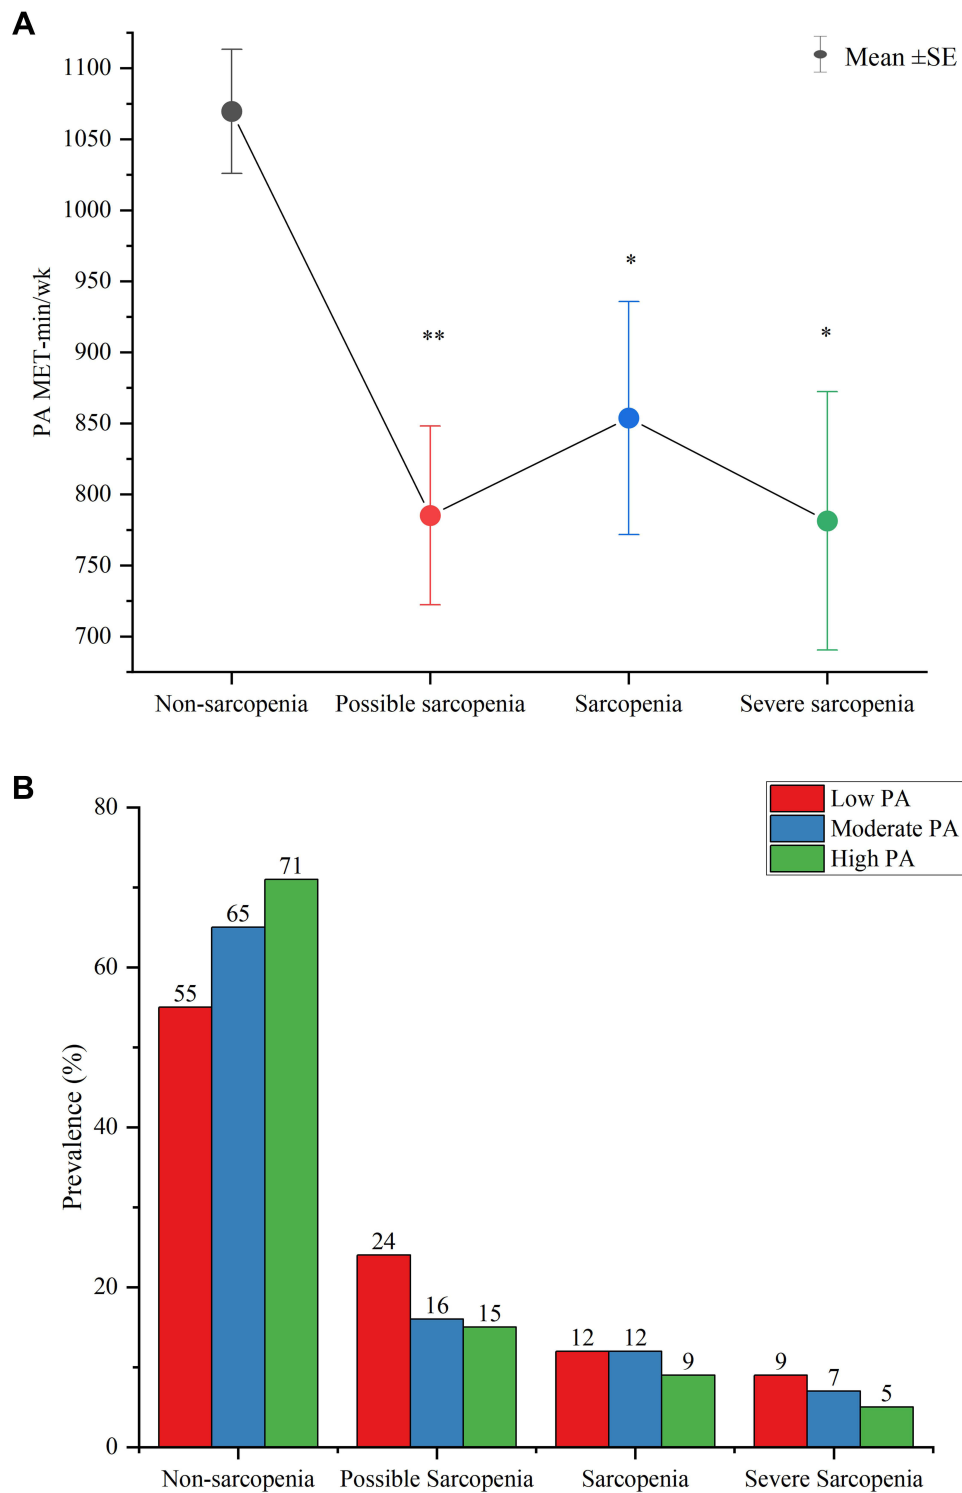 A
Mean ±SE
1100
1050
1000
950
900
850
800
750
700
PA MET-min/wk
**
*
*
Non-sarcopenia Possible sarcopenia Sarcopenia Severe sarcopenia
B
Low PA
Moderate PA
High PA
80
60
40
20
0
Prevalence (%)
55 65 71
24 16 15
12 12 9
9 7 5
Non-sarcopenia Possible Sarcopenia Sarcopenia Severe Sarcopenia